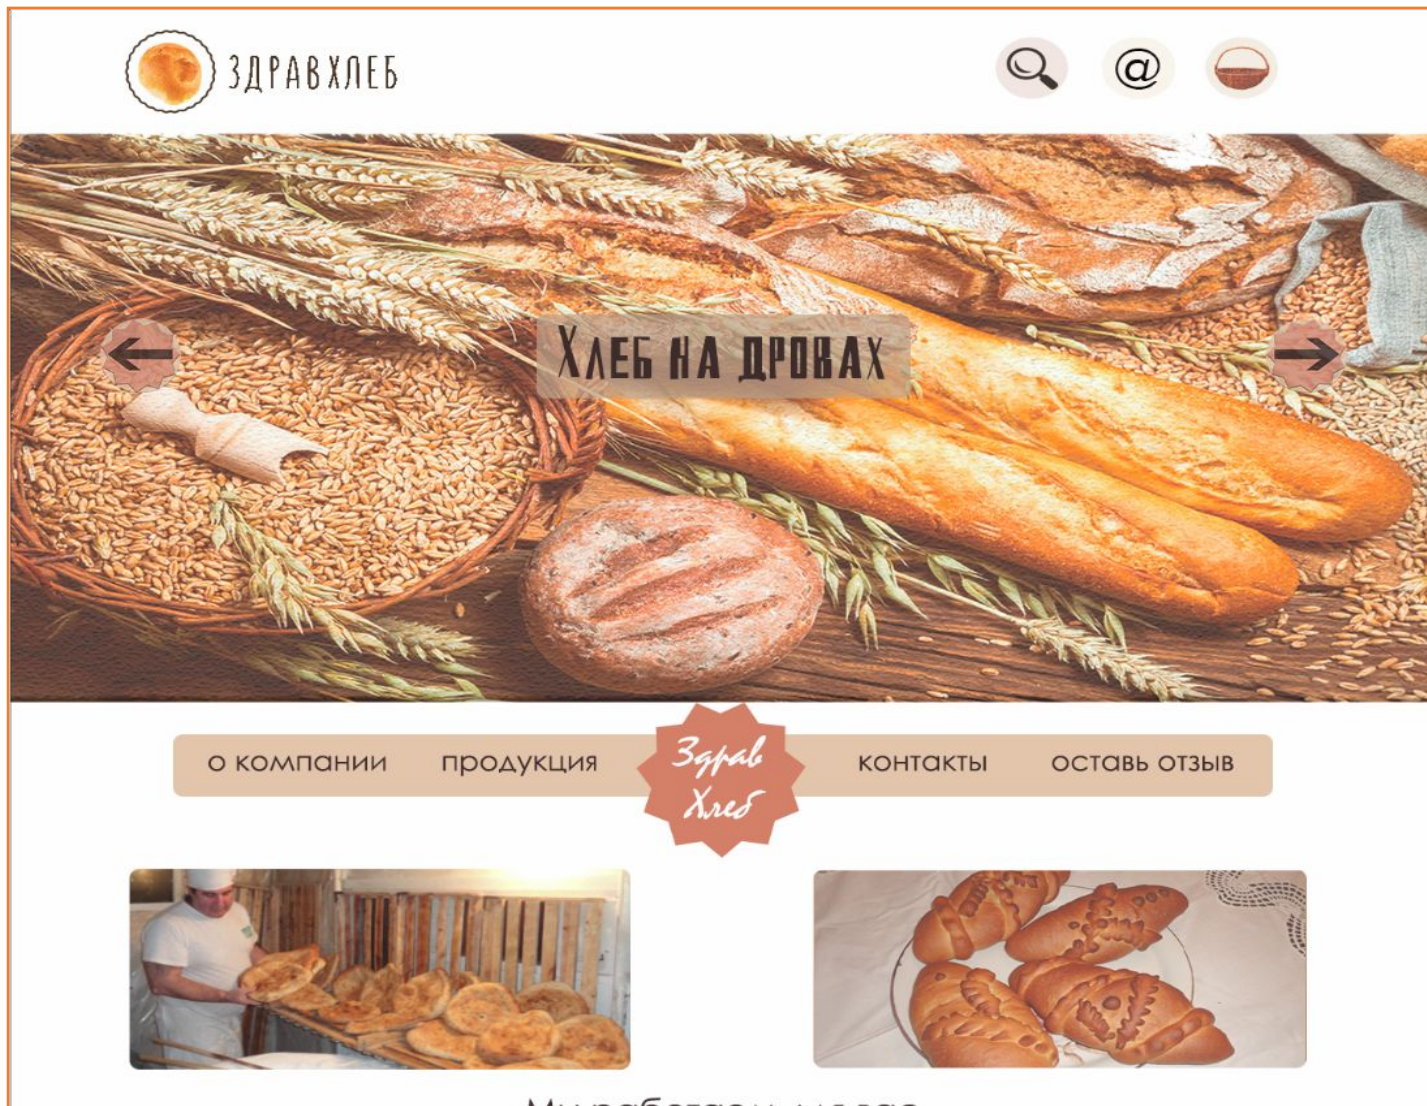 ЗДРАВХЛЕБ
@
Хлеб на дровах
о компании
продукция
Здрав
Хлеб
контакты
оставь отзыв